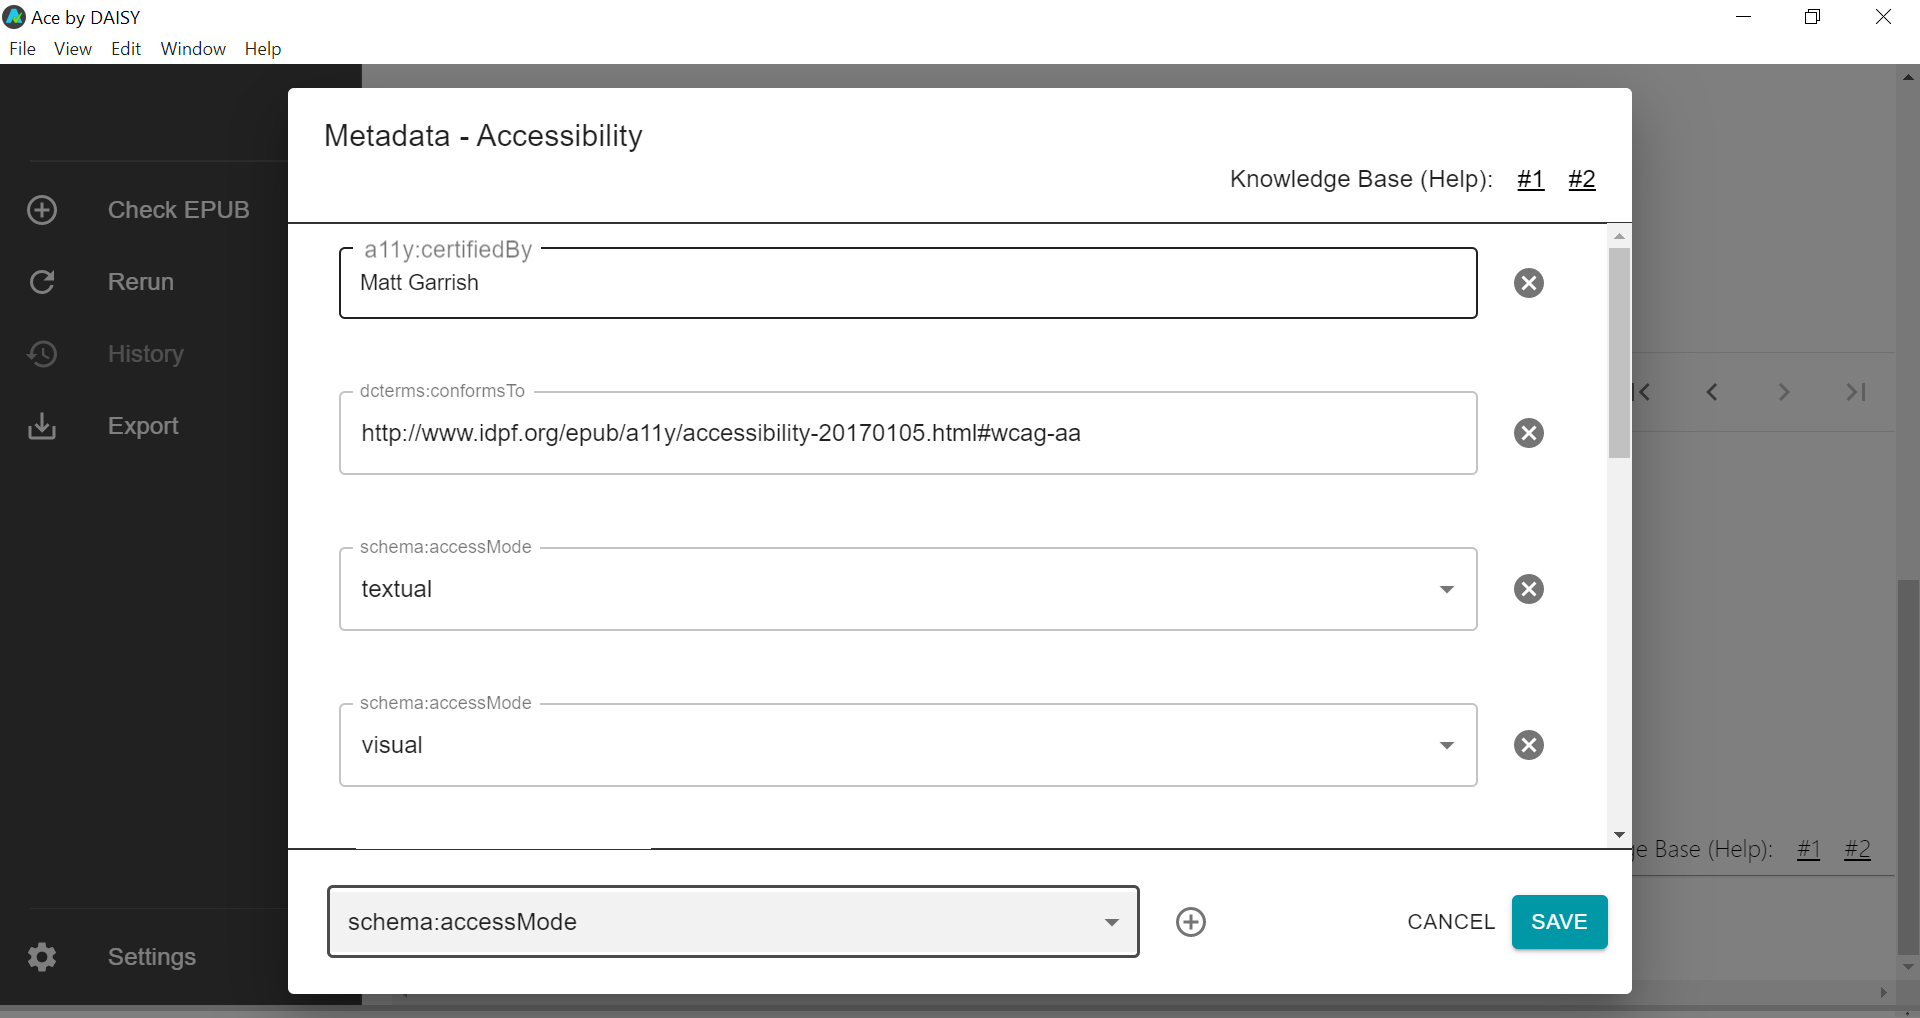 Ace by DAISY
File View Edit Window Help
Metadata - Accessibility
Knowledge Base (Help): #1 #2
Check EPUB
Rerun
History
Export
a11y:certifiedBy
Matt Garrish
dcterms:conformsTo
http://www.idpf.org/epub/a11y/accessibility-20170105.html#wcag-aa
schema:accessMode
textual
schema:accessMode
visual
Base (Help): #1 #2
schema:accessMode
CANCEL SAVE
Settings